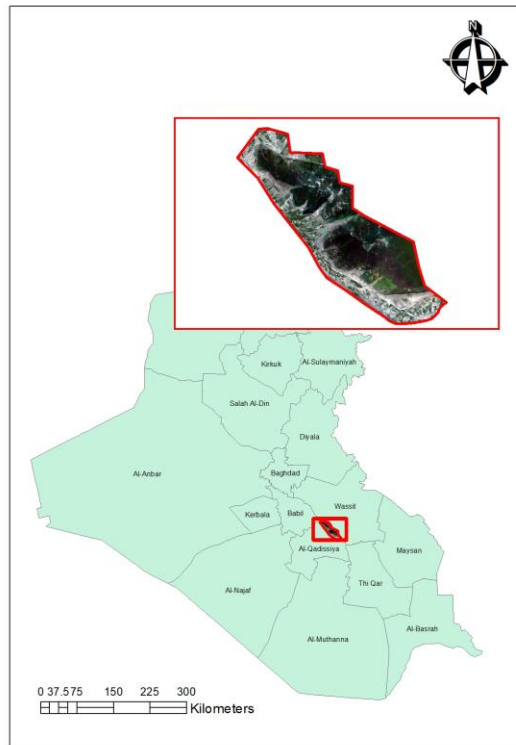 N
Kirkuk
Al-Sulaymaniyah
Salah Al-Din
Diyala
Al-Anbar
Baghdad
Wassit
Kerbala
Babil
Al-Qadissiya
Maysan
Thi Qar
Al-Najaf
Al-Basrah
Al-Muthanna
0 37.575 150 225 300
Kilometers